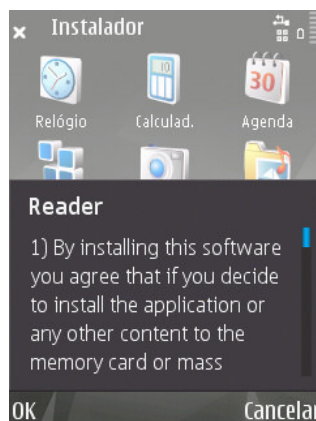 Instalador
10
30
Relógio Calculad. Agenda
Reader
1) By installing this software
you agree that if you decide
to install the application or
any other content to the
memory card or mass
OK Cancelar